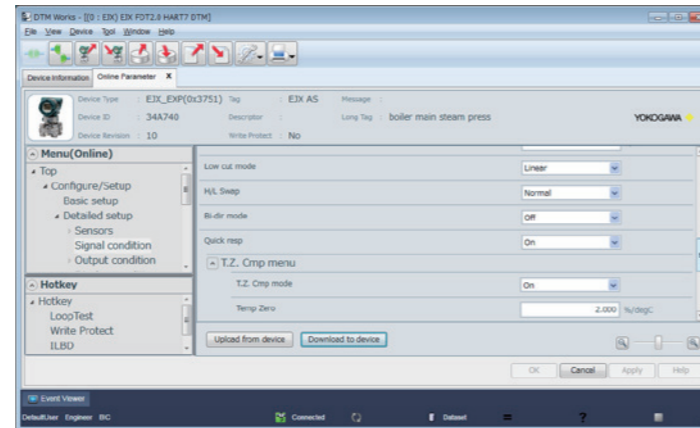 DTM Works - [[0 : EJX) EJX FDT2.0 HART7 DTM]
File View Device Tool Window Help
Device Information Online Parameter X
Device Type : EJX_EXP(0x3751) Tag : EJX AS Message :
Device ID : 34A740 Descriptor : Long Tag : boiler main steam press
Device Revision : 10 Write Protect : No
YOKOGAWA
Menu(Online)
Top
Configure/Setup
Basic setup
Detailed setup
Sensors
Signal condition
Output condition
Hotkey
Hotkey
LoopTest
Write Protect
ILBD
Low cut mode Linear
H/L Swap Normal
Bi-dir mode Off
Quick resp On
T.Z. Cmp menu
T.Z. Cmp mode On
Temp Zero 2.000 %/degC
Upload from device Download to device
OK Cancel Apply Help
Event Viewer
DefaultUser Engineer BIC Connected Dataset = ?